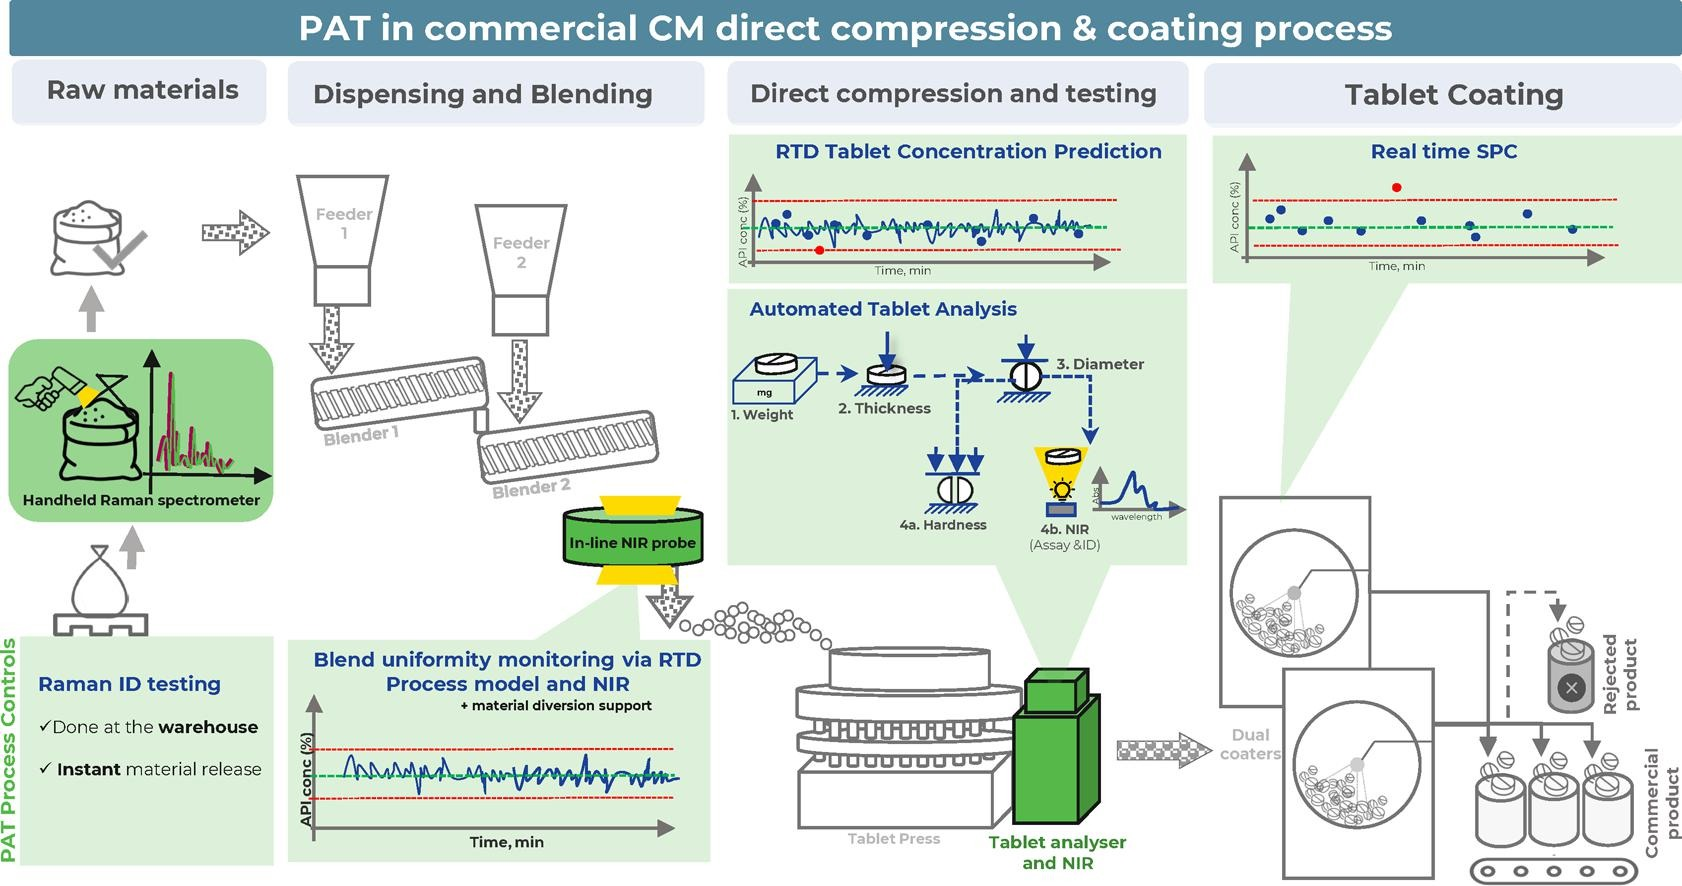 PAT in commercial CM direct compression & coating process
Raw materials
Dispensing and Blending
Direct compression and testing
Tablet Coating
Feeder
1
Feeder
2
Blender 1
Blender 2
Handheld Raman spectrometer
PAT Process Controls
Raman ID testing
✓Done at the warehouse
✓ Instant material release
In-line NIR probe
Blend uniformity monitoring via RTD
Process model and NIR
+ material diversion support
API conc (%)
Time, min
RTD Tablet Concentration Prediction
API conc (%)
Time, min
Automated Tablet Analysis
mg
1. Weight
2. Thickness
3. Diameter
4a. Hardness
4b. NIR
(Assay &ID)
Abs
wavelength
Tablet Press
Tablet analyser
and NIR
Real time SPC
API conc (%)
Time, min
Dual
coaters
Rejected
product
Commercial
product